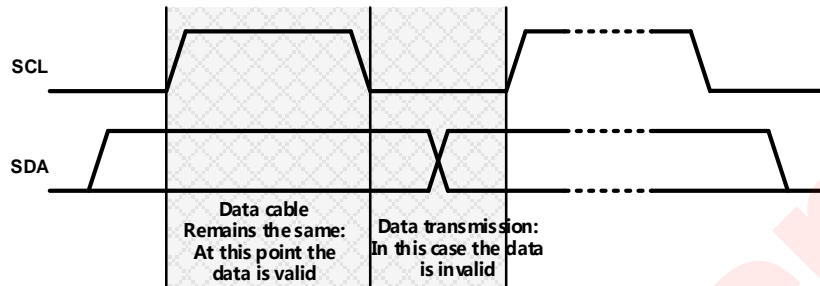 SCL
SDA
Data cable
Remains the same:
At this point the
data is valid
Data transmission:
In this case the data
is invalid